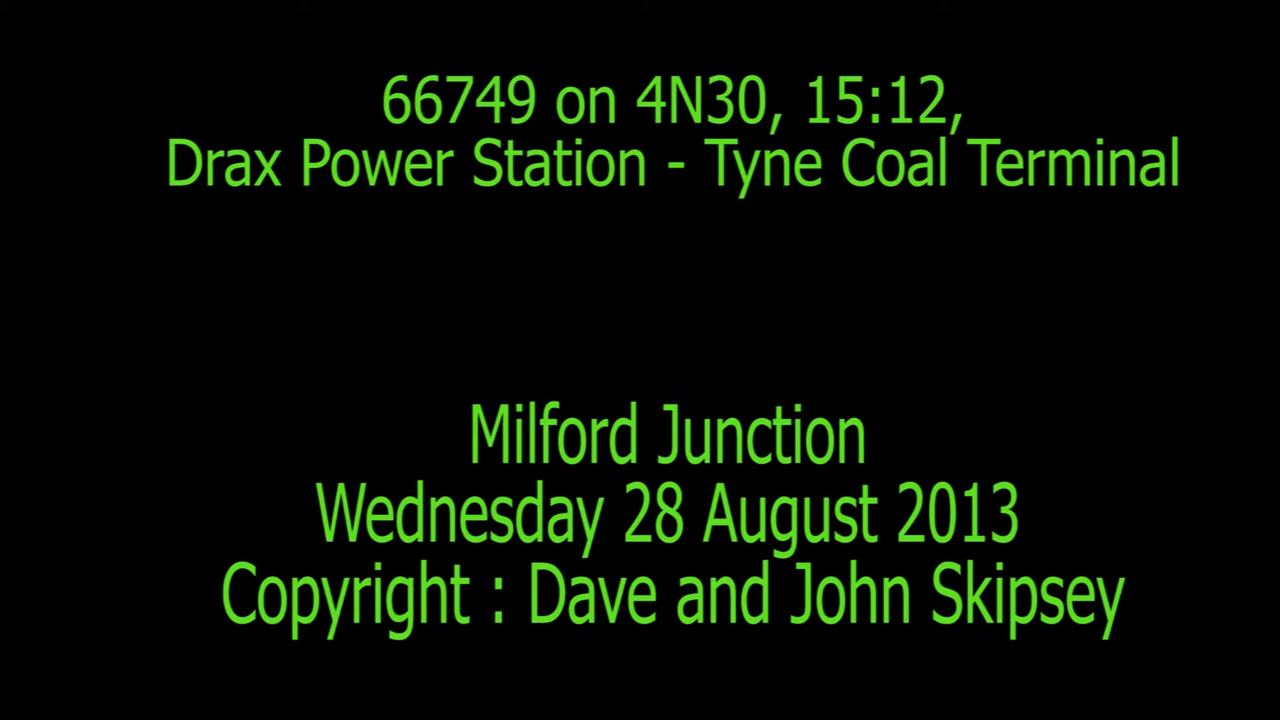 66749 on 4N30, 15:12,
Drax Power Station - Tyne Coal Terminal
Milford Junction
Wednesday 28 August 2013
Copyright : Dave and John Skipsey